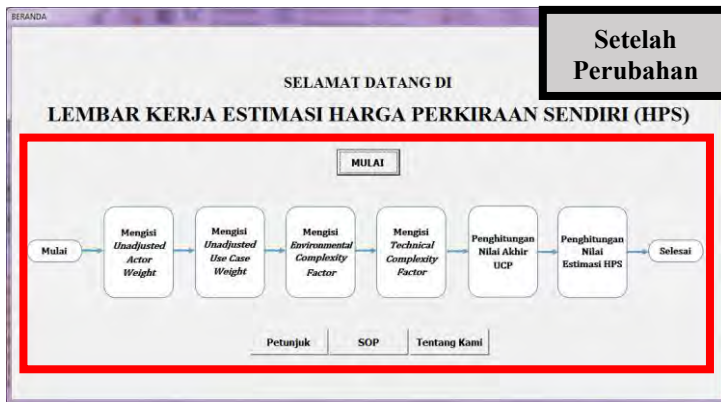 BERANDA
Setelah
Perubahan
SELAMAT DATANG DI
LEMBAR KERJA ESTIMASI HARGA PERKIRAAN SENDIRI (HPS)
MULAI
Mulai
Mengisi
Unadjusted
Actor
Weight
Mengisi
Unadjusted
Use Case
Weight
Mengisi
Environmental
Complexity
Factor
Mengisi
Technical
Complexity
Factor
Penghitungan
Nilai Akhir
UCP
Penghitungan
Nilai
Estimasi HPS
Selesai
Petunjuk
SOP
Tentang Kami